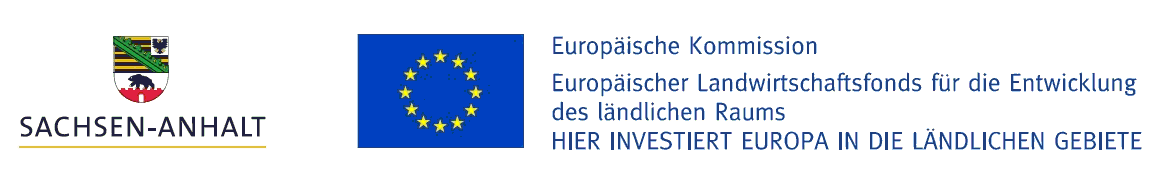 SACHSEN-ANHALT
Europäische Kommission
Europäischer Landwirtschaftsfonds für die Entwicklung
des ländlichen Raums
HIER INVESTIERT EUROPA IN DIE LÄNDLICHEN GEBIETE